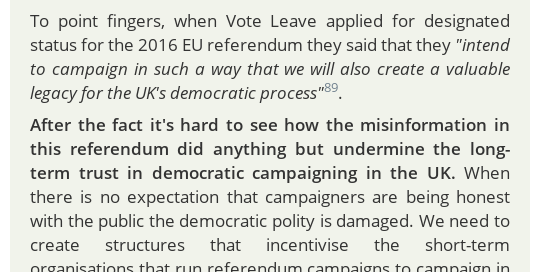 To point fingers, when Vote Leave applied for designated
status for the 2016 EU referendum they said that they "intend
to campaign in such a way that we will also create a valuable
legacy for the UK's democratic process"89.
After the fact it's hard to see how the misinformation in
this referendum did anything but undermine the long-
term trust in democratic campaigning in the UK. When
there is no expectation that campaigners are being honest
with the public the democratic polity is damaged. We need to
create structures that incentivise the short-term
organisations that run referendum campaigns to campaign in